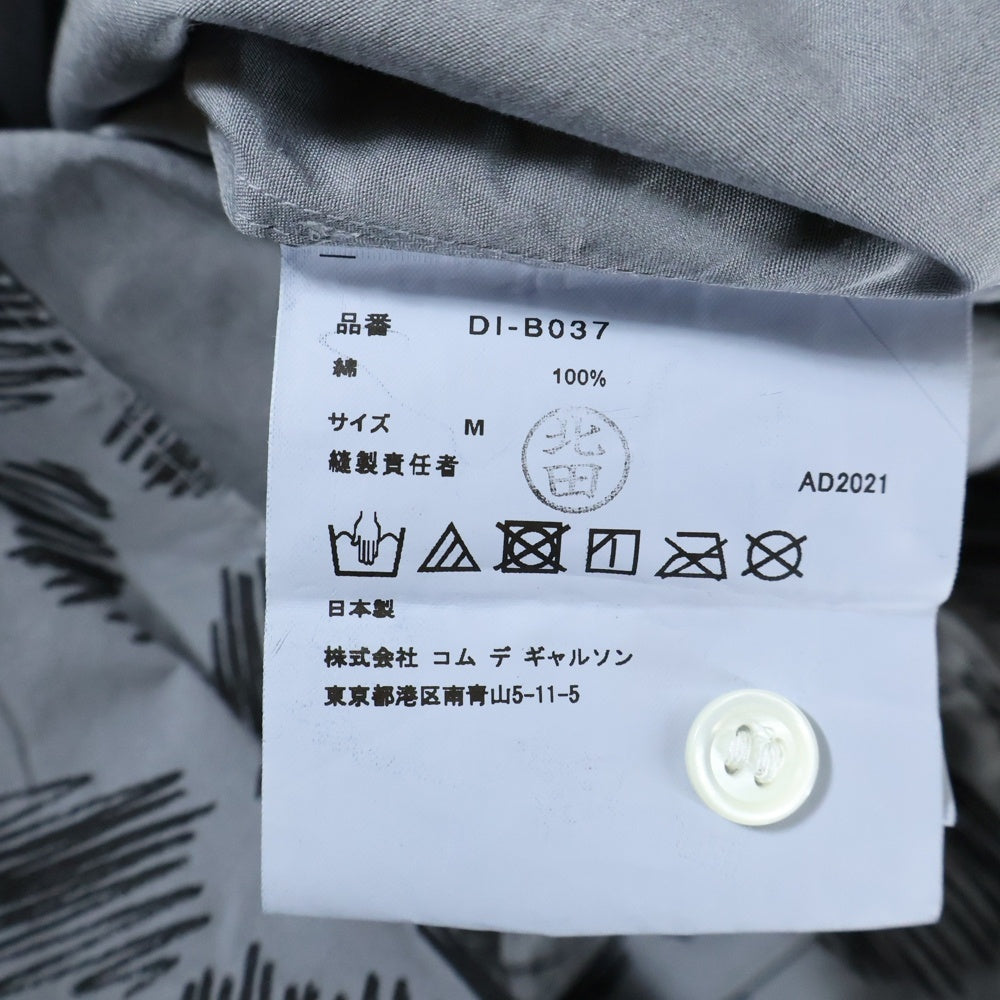 品番 DI-B037
綿 100%
サイズ M
縫製責任者 北田
AD2021
日本製
株式会社 コム デ ギャルソン
東京都港区南青山5-11-5